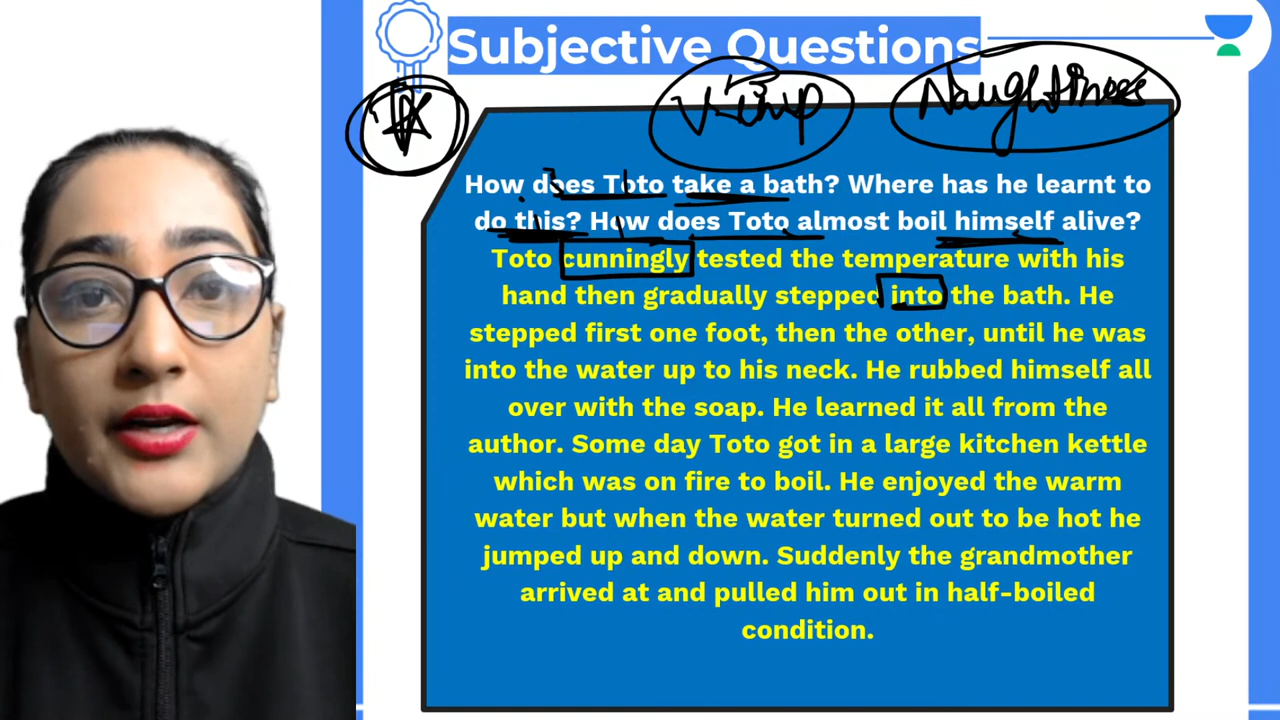 Subjective Questions
V-imp
Naughtiness
How does Toto take a bath? Where has he learnt to
do this? How does Toto almost boil himself alive?
Toto cunningly tested the temperature with his
hand then gradually stepped into the bath. He
stepped first one foot, then the other, until he was
into the water up to his neck. He rubbed himself all
over with the soap. He learned it all from the
author. Some day Toto got in a large kitchen kettle
which was on fire to boil. He enjoyed the warm
water but when the water turned out to be hot he
jumped up and down. Suddenly the grandmother
arrived at and pulled him out in half-boiled
condition.